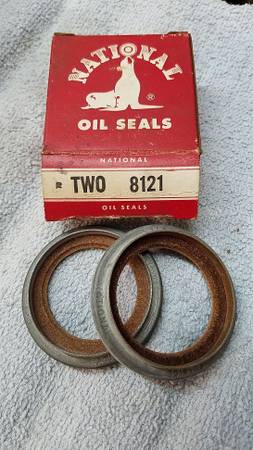 NATIONAL
®
OIL SEALS
NATIONAL
R TWO 8121
OIL SEALS